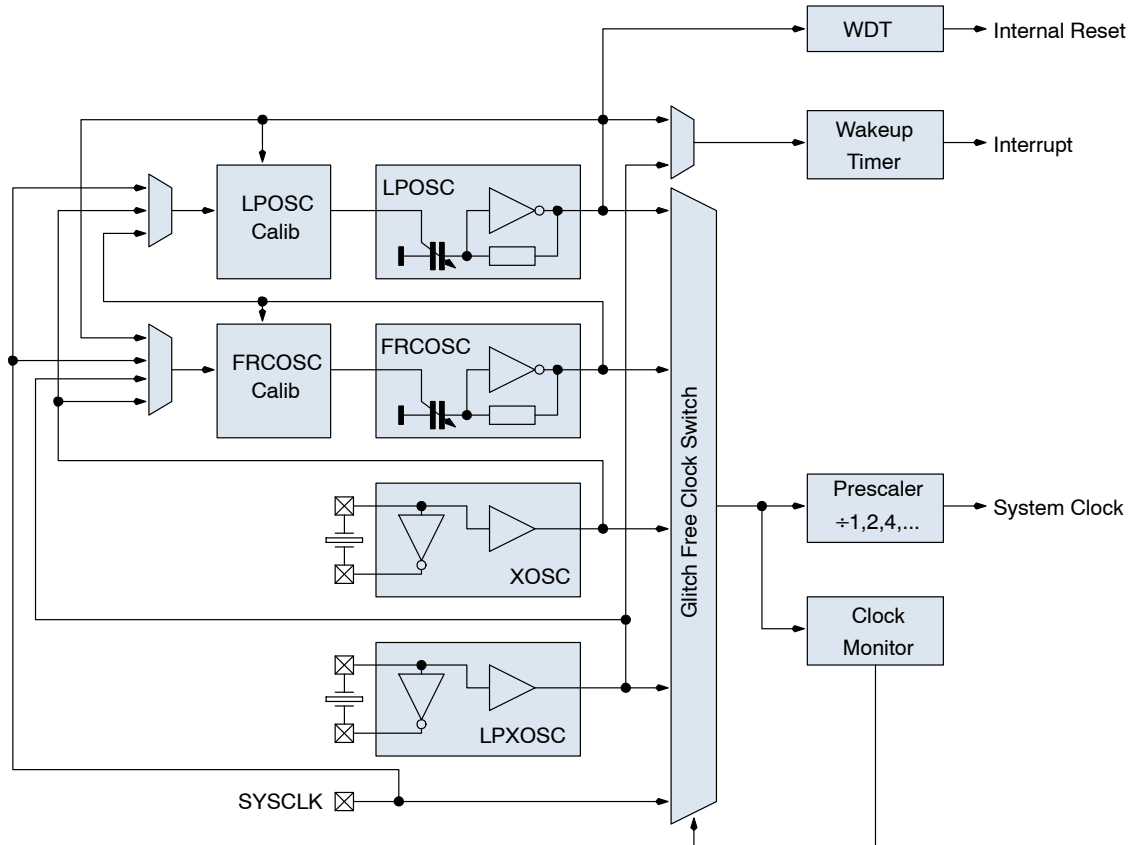 WDT
Internal Reset
Wakeup
Timer
Interrupt
LPOSC
Calib
LPOSC
FRCOSC
Calib
FRCOSC
Glitch Free Clock Switch
Prescaler
÷1,2,4,...
System Clock
XOSC
Clock
Monitor
LPXOSC
SYSCLK